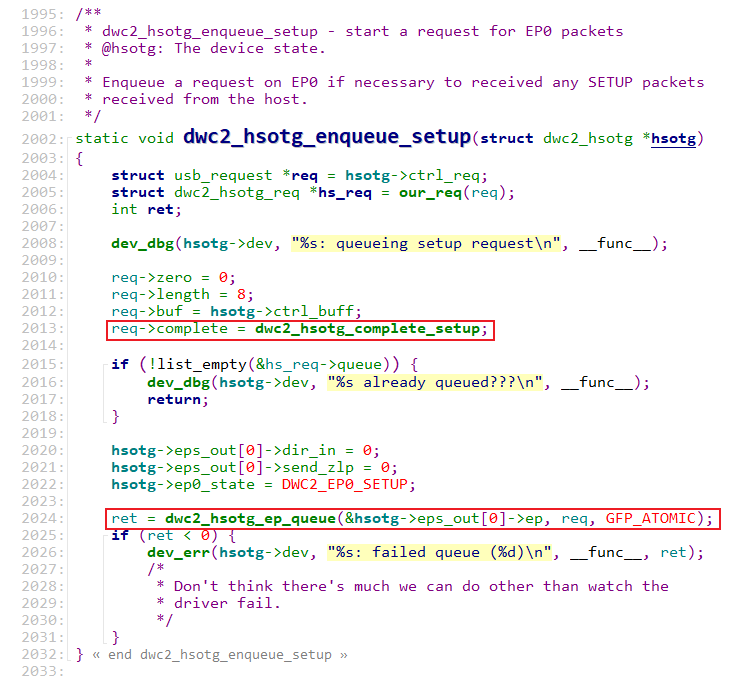 1995: /**
1996:  * dwc2_hsotg_enqueue_setup - start a request for EP0 packets
1997:  * @hsotg: The device state.
1998:  *
1999:  * Enqueue a request on EP0 if necessary to received any SETUP packets
2000:  * received from the host.
2001:  */
2002: static void dwc2_hsotg_enqueue_setup(struct dwc2_hsotg *hsotg)
2003: {
2004:     struct usb_request *req = hsotg->ctrl_req;
2005:     struct dwc2_hsotg_req *hs_req = our_req(req);
2006:     int ret;
2007:
2008:     dev_dbg(hsotg->dev, "%s: queueing setup request\n", __func__);
2009:
2010:     req->zero = 0;
2011:     req->length = 8;
2012:     req->buf = hsotg->ctrl_buff;
2013:     req->complete = dwc2_hsotg_complete_setup;
2014:
2015:     if (!list_empty(&hs_req->queue)) {
2016:         dev_dbg(hsotg->dev, "%s already queued???\n", __func__);
2017:         return;
2018:     }
2019:
2020:     hsotg->eps_out[0]->dir_in = 0;
2021:     hsotg->eps_out[0]->send_zlp = 0;
2022:     hsotg->ep0_state = DWC2_EP0_SETUP;
2023:
2024:     ret = dwc2_hsotg_ep_queue(&hsotg->eps_out[0]->ep, req, GFP_ATOMIC);
2025:     if (ret < 0) {
2026:         dev_err(hsotg->dev, "%s: failed queue (%d)\n", __func__, ret);
2027:         /*
2028:          * Don't think there's much we can do other than watch the
2029:          * driver fail.
2030:          */
2031:     }
2032: } « end dwc2_hsotg_enqueue_setup »
2033: